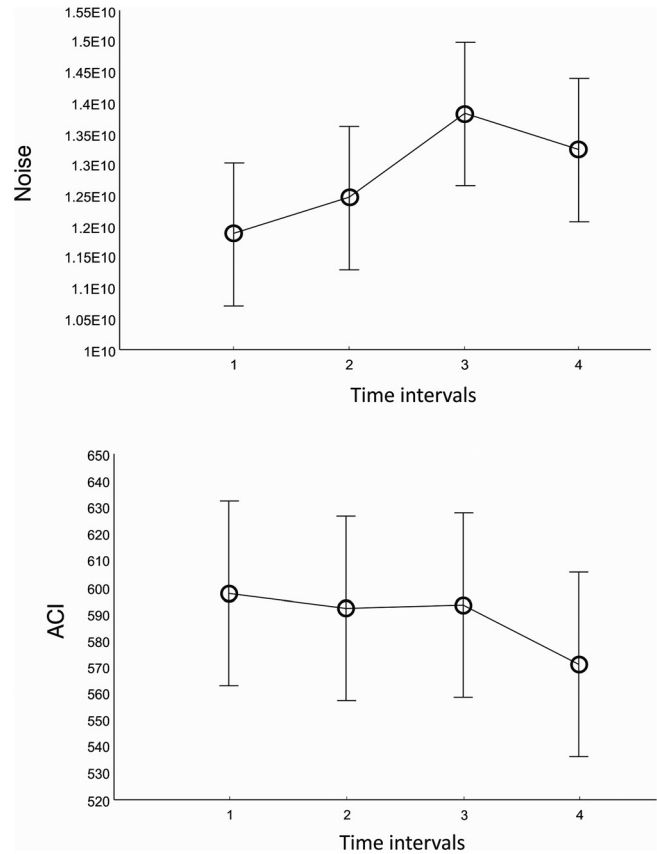 1.55E10
1.5E10
1.45E10
1.4E10
1.35E10
1.3E10
1.25E10
1.2E10
1.15E10
1.1E10
1.05E10
1E10
Noise
1 2 3 4
Time intervals
650
640
630
620
610
600
590
580
570
560
550
540
530
520
ACI
1 2 3 4
Time intervals